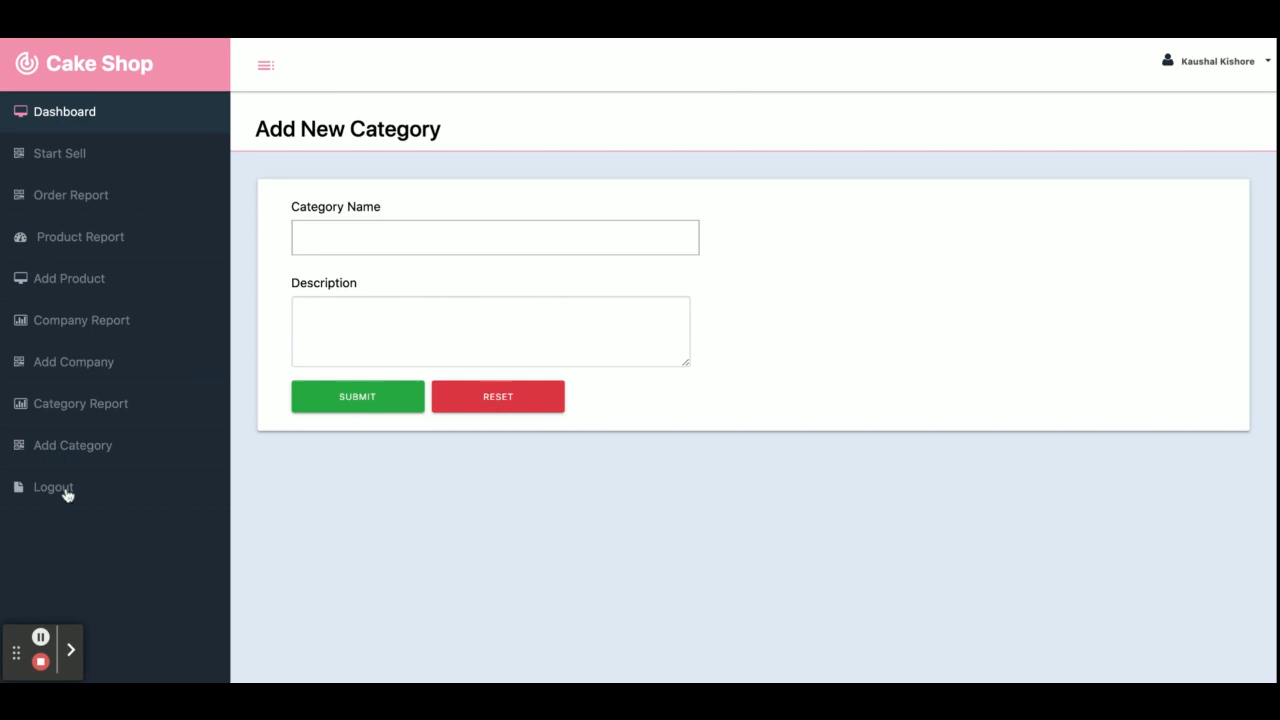 Cake Shop
Kaushal Kishore
Dashboard
Add New Category
Start Sell
Order Report
Product Report
Add Product
Company Report
Add Company
Category Report
Add Category
Logout
Category Name
Description
SUBMIT RESET